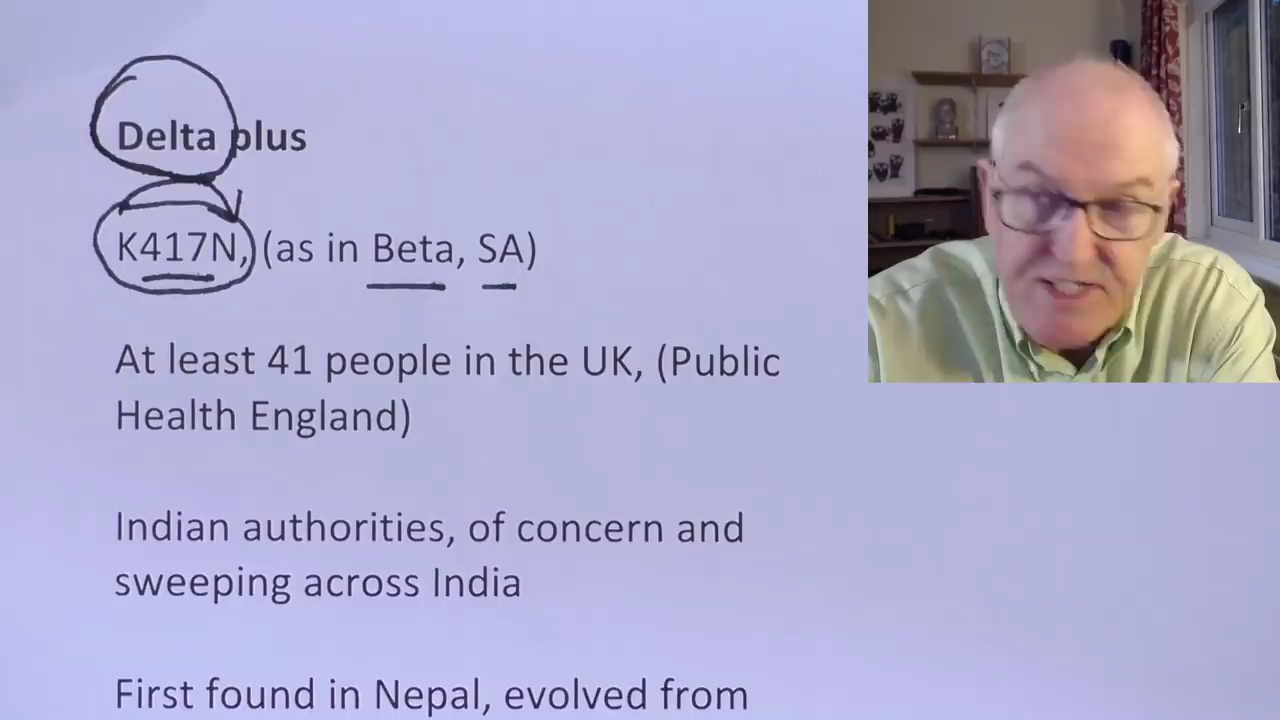 Delta plus
K417N, (as in Beta, SA)
At least 41 people in the UK, (Public
Health England)
Indian authorities, of concern and
sweeping across India
First found in Nepal, evolved from